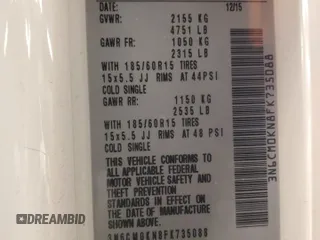 DATE: 12/15
GVWR: 2155 KG
4751 LB
GAWR FR: 1050 KG
2315 LB
WITH 185/60R15 TIRES
15x5.5 JJ RIMS AT 44PSI
COLD SINGLE
GAWR RR: 1150 KG
2535 LB
WITH 185/60R15 TIRES
15x5.5 JJ RIMS AT 48 PSI
COLD SINGLE
THIS VEHICLE CONFORMS TO
ALL APPLICABLE FEDERAL
MOTOR VEHICLE SAFETY AND
THEFT PREVENTION
STANDARDS IN EFFECT ON
THE DATE OF MANUFACTURE
SHOWN ABOVE
3N6CM0KN8FK735088
3N6CM0KN8FK735088
DREAMBID